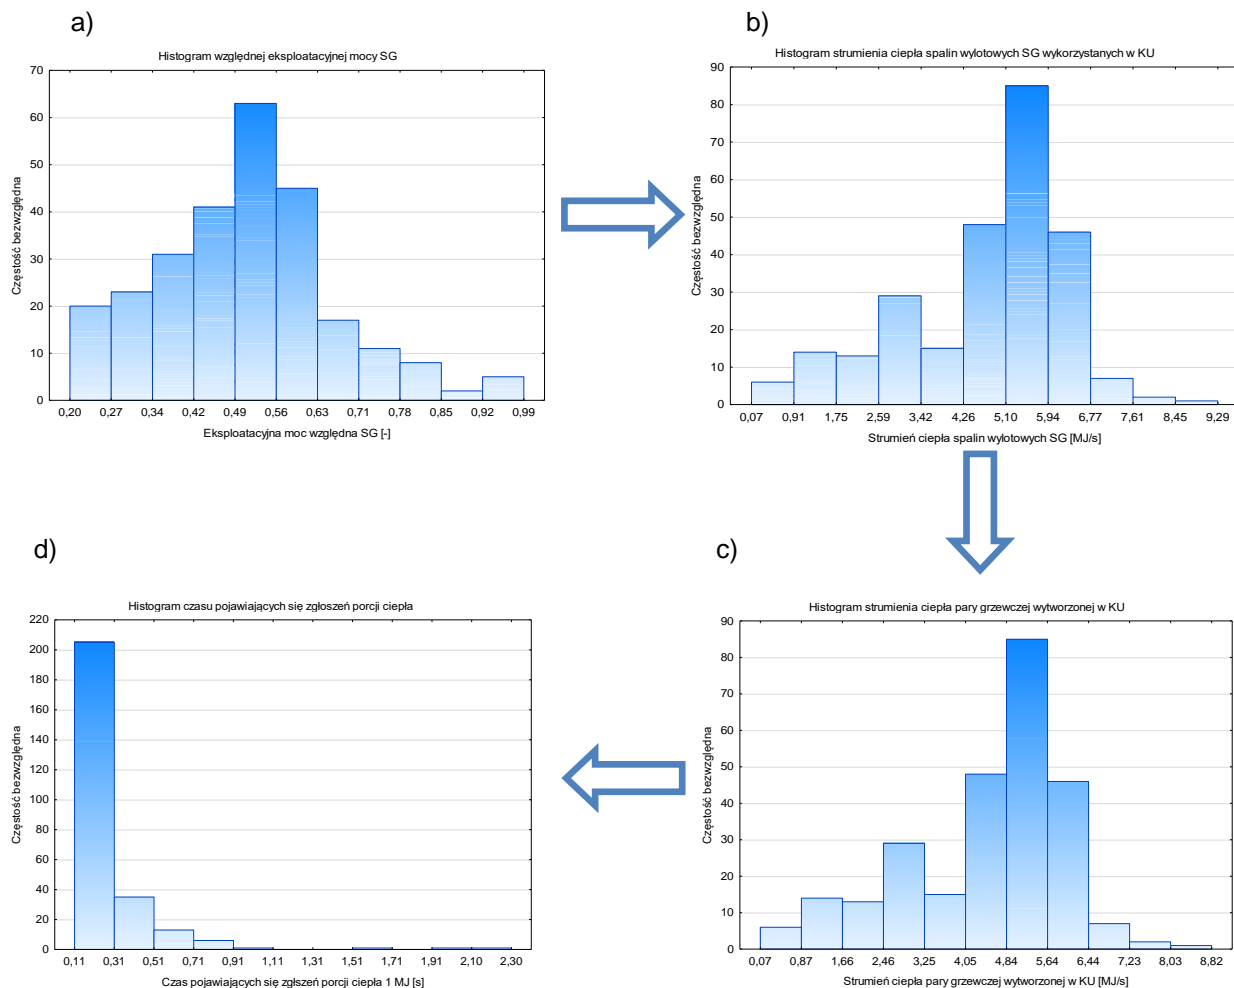 a)
Histogram względnej eksploatacyjnej mocy SG
70
60
50
40
30
20
10
0
Częstość bezwzględna
0,20 0,27 0,34 0,42 0,49 0,56 0,63 0,71 0,78 0,85 0,92 0,99
Eksploatacyjna moc względna SG [-]
b)
Histogram strumienia ciepła spalin wylotowych SG wykorzystanych w KU
90
80
70
60
50
40
30
20
10
0
Częstość bezwzględna
0,07 0,91 1,75 2,59 3,42 4,26 5,10 5,94 6,77 7,61 8,45 9,29
Strumień ciepła spalin wylotowych SG [MJ/s]
d)
Histogram czasu pojawiających się zgłoszeń porcji ciepła
220
200
180
160
140
120
100
80
60
40
20
0
Częstość bezwzględna
0,11 0,31 0,51 0,71 0,91 1,11 1,31 1,51 1,71 1,91 2,10 2,30
Czas pojawiających się zgłszeń porcji ciepła 1 MJ [s]
c)
Histogram strumienia ciepła pary grzewczej wytworzonej w KU
90
80
70
60
50
40
30
20
10
0
Częstość bezwzględna
0,07 0,87 1,66 2,46 3,25 4,05 4,84 5,64 6,44 7,23 8,03 8,82
Strumień ciepła pary grzewczej wytworzonej w KU [MJ/s]